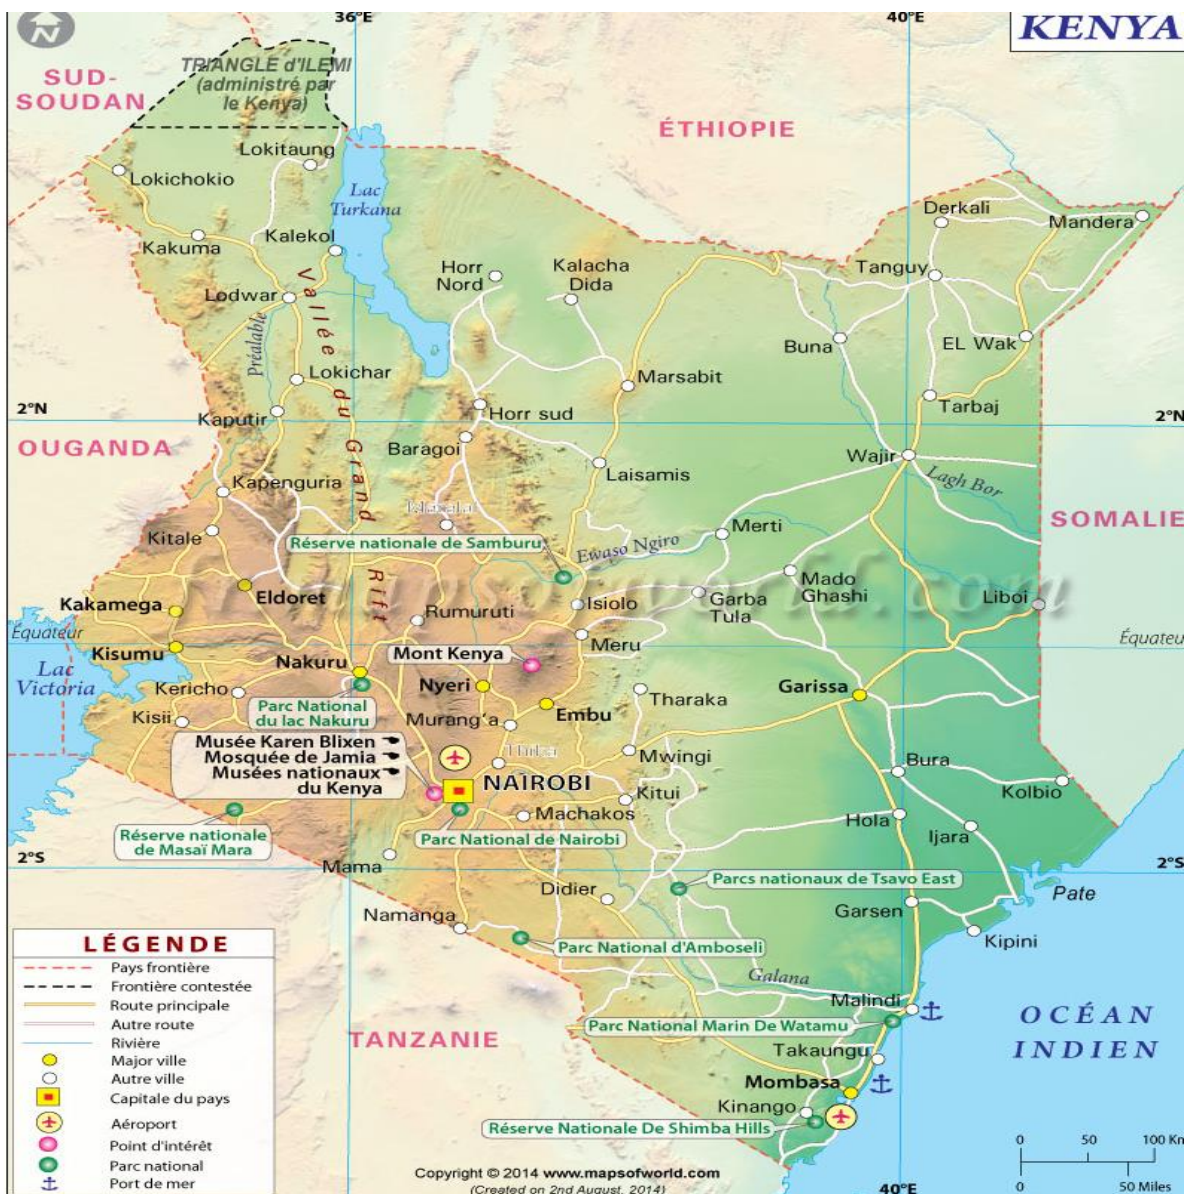 36°E
40°E
KENYA
N
SUD-
SOUDAN
TRIANGLE d'ILEMI
(administré par
le Kenya)
ÉTHIOPIE
Lokitaung
Lokichokio
Lac
Turkana
Derkali
Mandera
Kakuma
Kalekol
Horr
Nord
Kalacha
Dida
Tanguy
Lodwar
Vallée du Grand Rift
Préalable
Buna
EL Wak
Lokichar
Marsabit
2°N
Kaputir
Horr sud
Tarbaj
2°N
OUGANDA
Baragoi
Laisamis
Wajir
Lagh Bor
Kapenguria
Maralal
SOMALIE
Kitale
Réserve nationale de Samburu
Ewaso Ngiro
Merti
fr.mapsofworld.com
Eldoret
Kakamega
Rumuruti
Isiolo
Garba
Tula
Mado
Ghashi
Liboi
Équateur
Kisumu
Meru
Équateu
Lac
Victoria
Nakuru
Mont Kenya
Kericho
Nyeri
Tharaka
Garissa
Kisii
Parc National
du lac Nakuru
Murang'a
Embu
Musée Karen Blixen
Mosquée de Jamia
Musées nationaux
du Kenya
Thika
Mwingi
Bura
NAÏROBI
Kitui
Kolbio
Réserve nationale
de Masaï Mara
Machakos
Hola
Ijara
Parc National de Nairobi
2°S
Mama
2°S
Didier
Parcs nationaux de Tsavo East
Pate
Namanga
Garsen
Kipini
Parc National d'Amboseli
Galana
Malindi
TANZANIE
Parc National Marin De Watamu
OCÉAN
INDIEN
Takaungu
Mombasa
Kinango
Réserve Nationale De Shimba Hills
LÉGENDE
Pays frontière
Frontière contestée
Route principale
Autre route
Rivière
Major ville
Autre ville
Capitale du pays
Aéroport
Point d'intérêt
Parc national
Port de mer
0 50 100 Km
0 50 Miles
Copyright © 2014 www.mapsofworld.com
(Created on 2nd August, 2014)
40°E